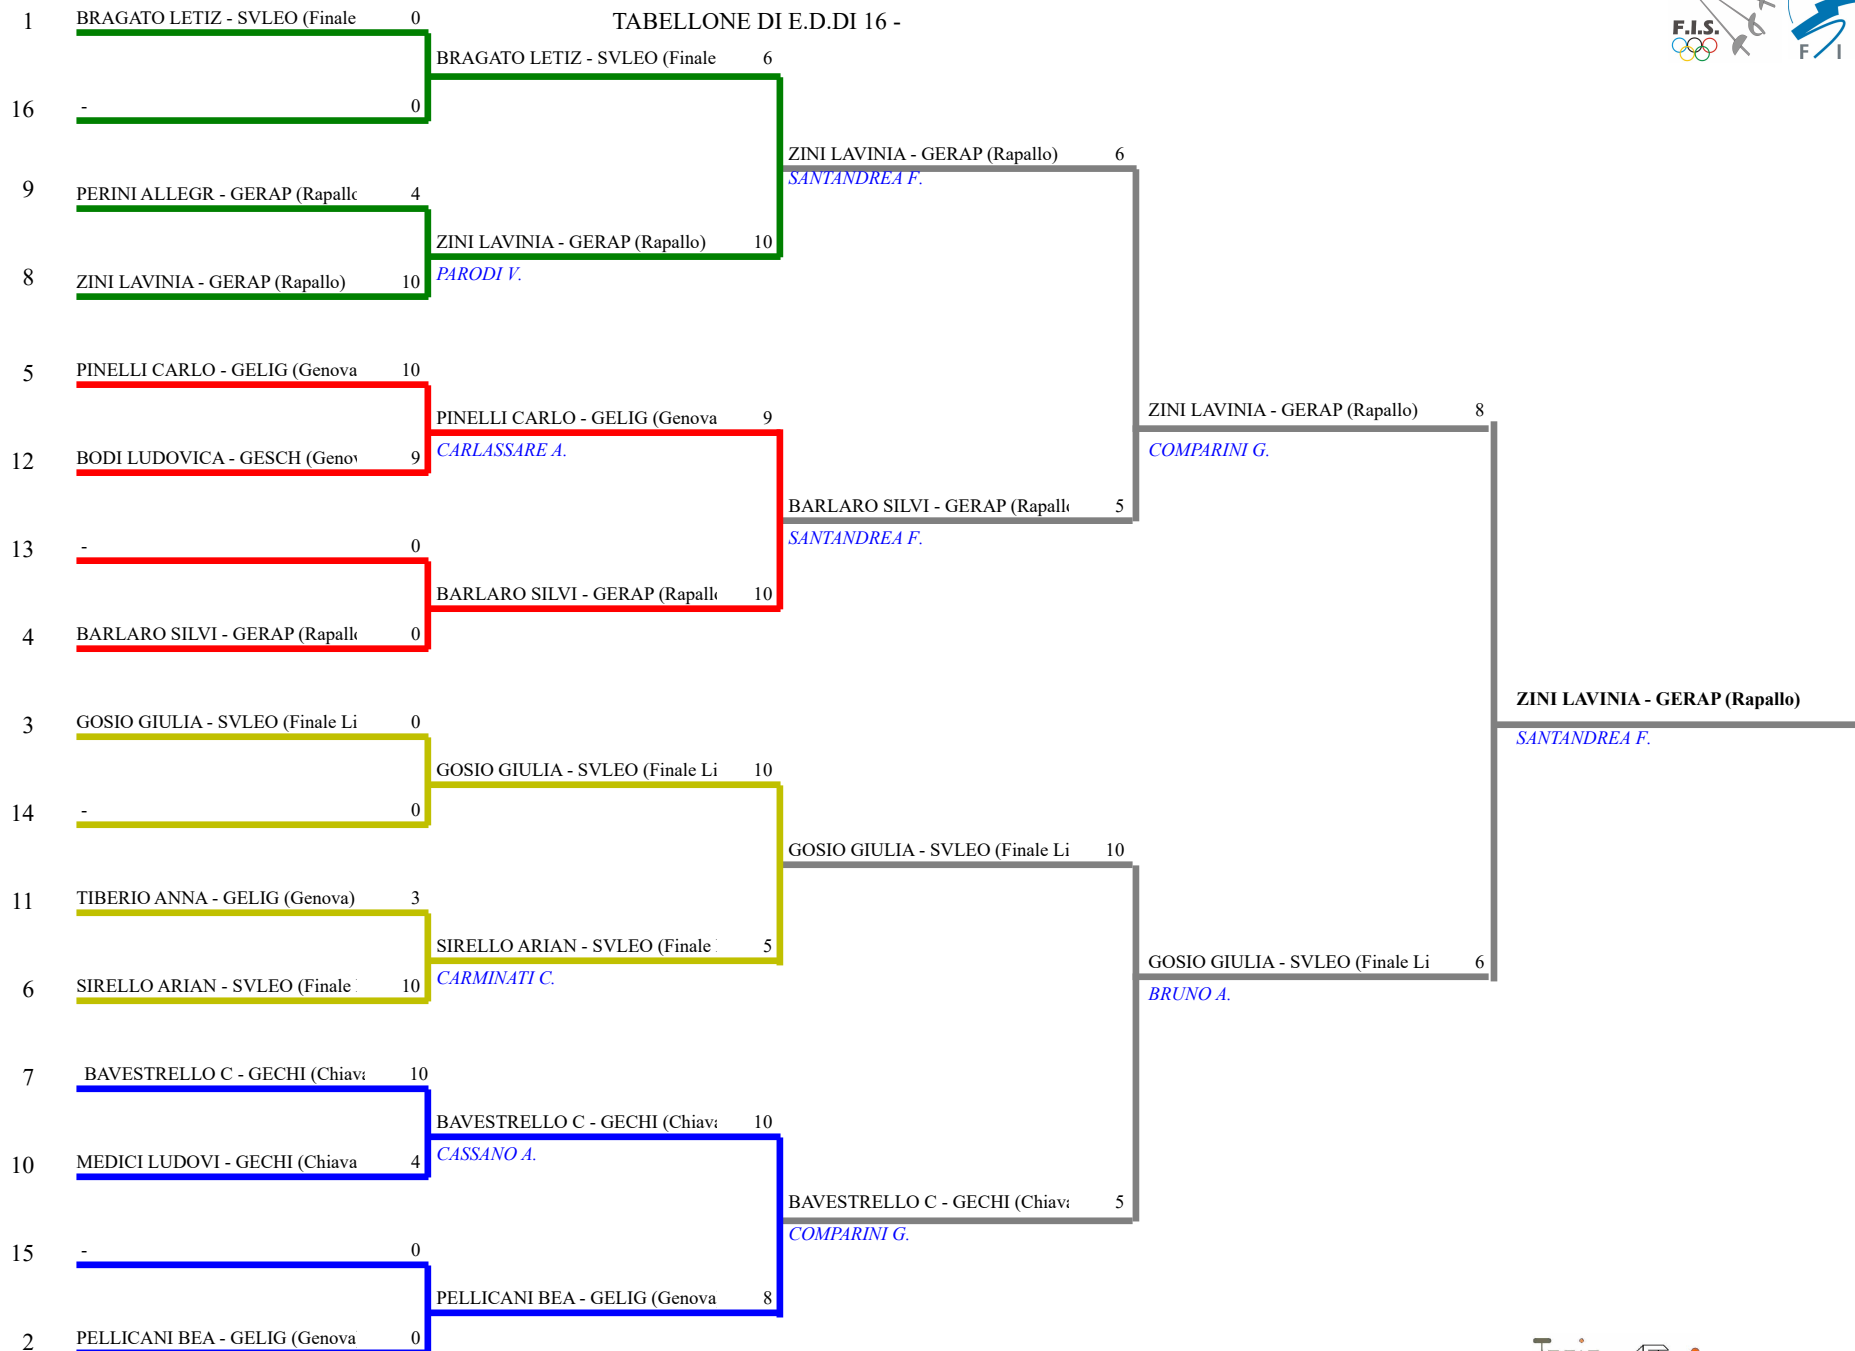 TABELLONE DI E.D.DI 16 -
F.I.S.
F I
1 BRAGATO LETIZ - SVLEO (Finale 0
BRAGATO LETIZ - SVLEO (Finale 6
16 - 0
ZINI LAVINIA - GERAP (Rapallo) 6
SANTANDREA F.
9 PERINI ALLEGR - GERAP (Rapallo 4
ZINI LAVINIA - GERAP (Rapallo) 10
PARODI V.
8 ZINI LAVINIA - GERAP (Rapallo) 10
5 PINELLI CARLO - GELIG (Genova 10
ZINI LAVINIA - GERAP (Rapallo) 8
COMPARINI G.
PINELLI CARLO - GELIG (Genova 9
CARLASSARE A.
12 BODI LUDOVICA - GESCH (Genov 9
BARLARO SILVI - GERAP (Rapallo 5
SANTANDREA F.
13 - 0
BARLARO SILVI - GERAP (Rapallo 10
4 BARLARO SILVI - GERAP (Rapallo 0
ZINI LAVINIA - GERAP (Rapallo)
SANTANDREA F.
3 GOSIO GIULIA - SVLEO (Finale Li 0
GOSIO GIULIA - SVLEO (Finale Li 10
14 - 0
GOSIO GIULIA - SVLEO (Finale Li 10
11 TIBERIO ANNA - GELIG (Genova) 3
SIRELLO ARIAN - SVLEO (Finale 5
CARMINATI C.
GOSIO GIULIA - SVLEO (Finale Li 6
BRUNO A.
6 SIRELLO ARIAN - SVLEO (Finale 10
7 BAVESTRELLO C - GECHI (Chiava 10
BAVESTRELLO C - GECHI (Chiava 10
CASSANO A.
10 MEDICI LUDOVI - GECHI (Chiava 4
BAVESTRELLO C - GECHI (Chiava 5
COMPARINI G.
15 - 0
PELLICANI BEA - GELIG (Genova 8
2 PELLICANI BEA - GELIG (Genova 0